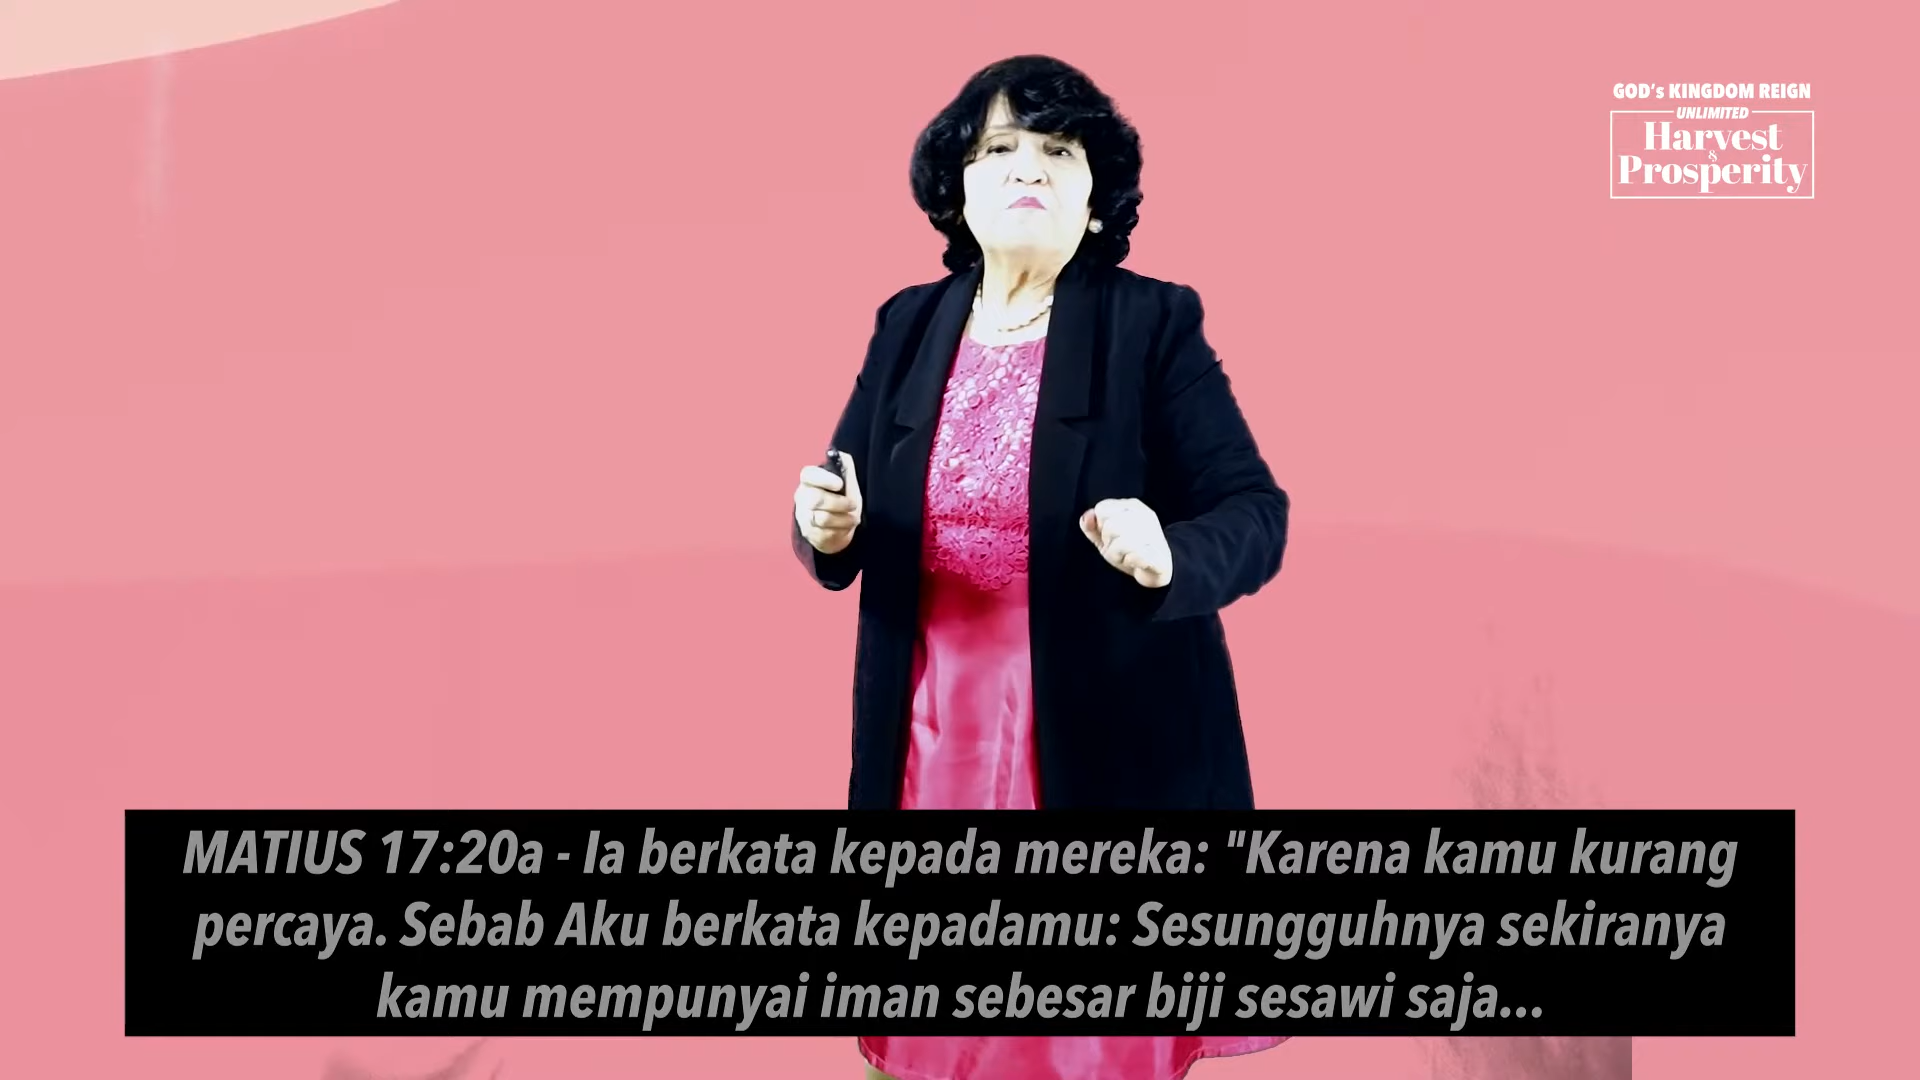 GOD's KINGDOM REIGN
UNLIMITED
Harvest
&
Prosperity
MATIUS 17:20a - Ia berkata kepada mereka: "Karena kamu kurang
percaya. Sebab Aku berkata kepadamu: Sesungguhnya sekiranya
kamu mempunyai iman sebesar biji sesawi saja...